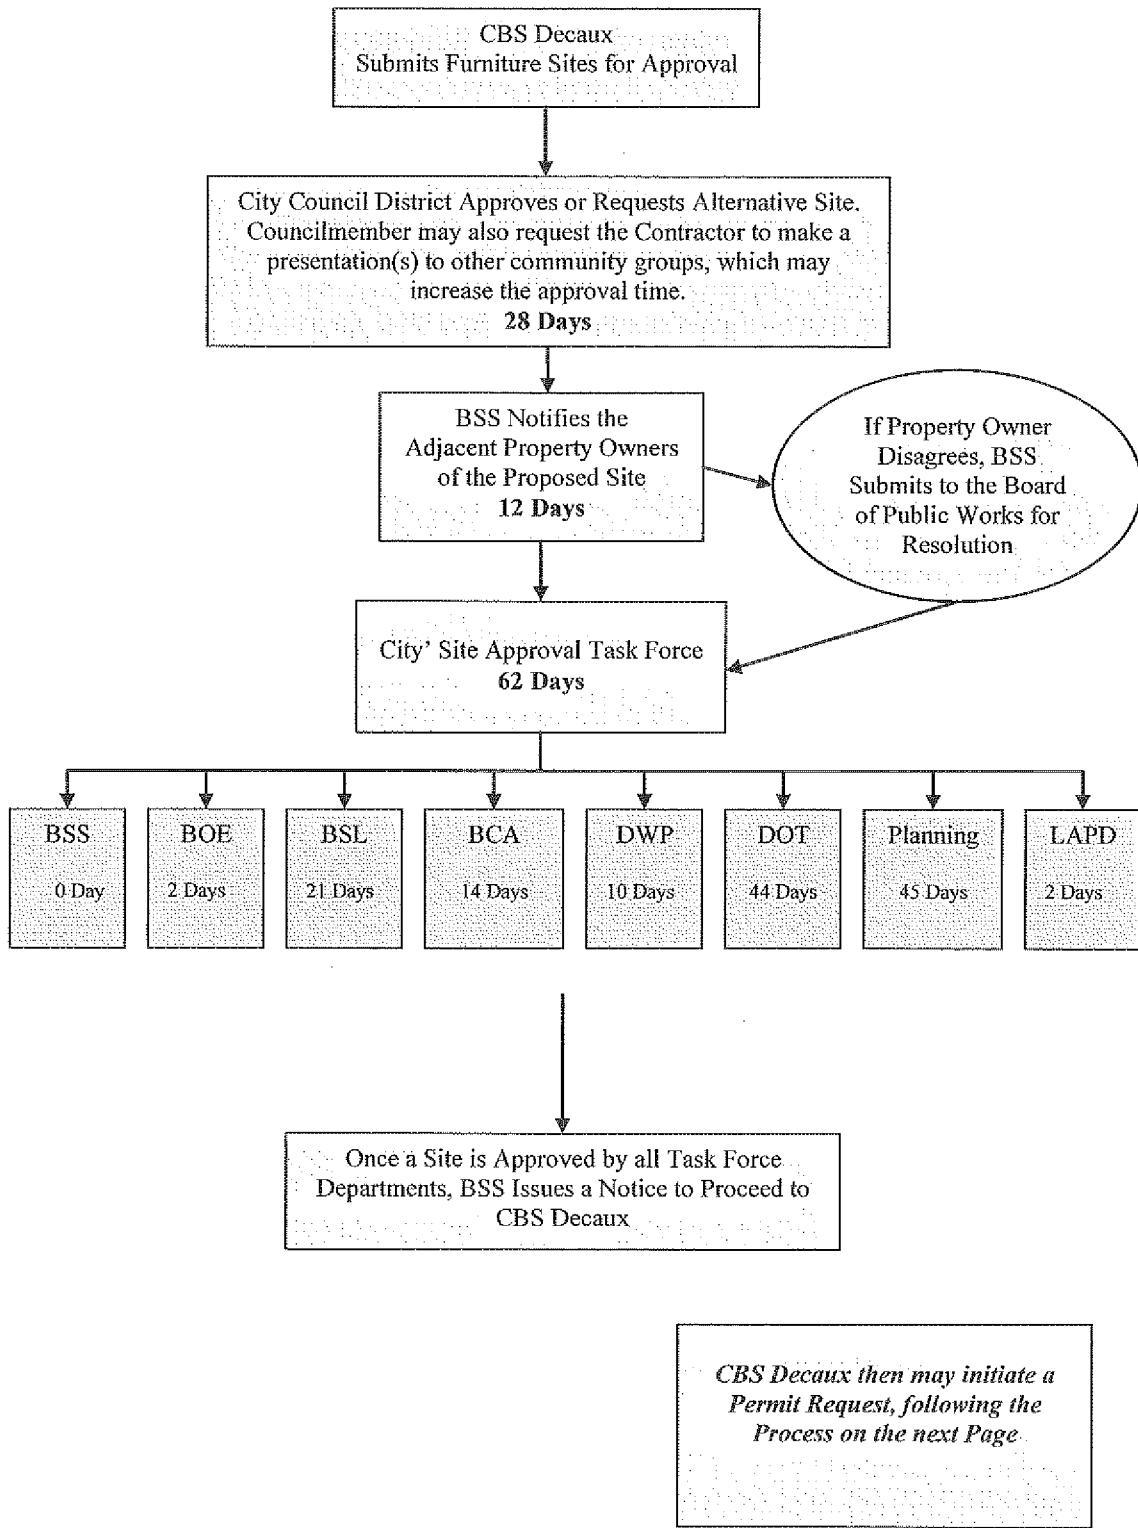 CBS Decaux
Submits Furniture Sites for Approval
City Council District Approves or Requests Alternative Site.
Councilmember may also request the Contractor to make a
presentation(s) to other community groups, which may
increase the approval time.
28 Days
BSS Notifies the
Adjacent Property Owners
of the Proposed Site
12 Days
If Property Owner
Disagrees, BSS
Submits to the Board
of Public Works for
Resolution
City' Site Approval Task Force
62 Days
BSS
0 Day
BOE
2 Days
BSL
21 Days
BCA
14 Days
DWP
10 Days
DOT
44 Days
Planning
45 Days
LAPD
2 Days
Once a Site is Approved by all Task Force
Departments, BSS Issues a Notice to Proceed to
CBS Decaux
CBS Decaux then may initiate a
Permit Request, following the
Process on the next Page